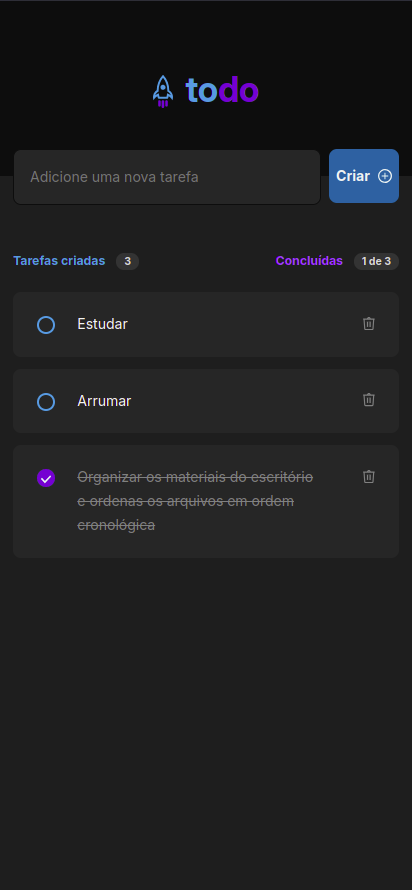 todo
Adicione uma nova tarefa
Criar
Tarefas criadas 3
Concluídas 1 de 3
Estudar
Arrumar
Organizar os materiais do escritório
e ordenas os arquivos em ordem
cronológica